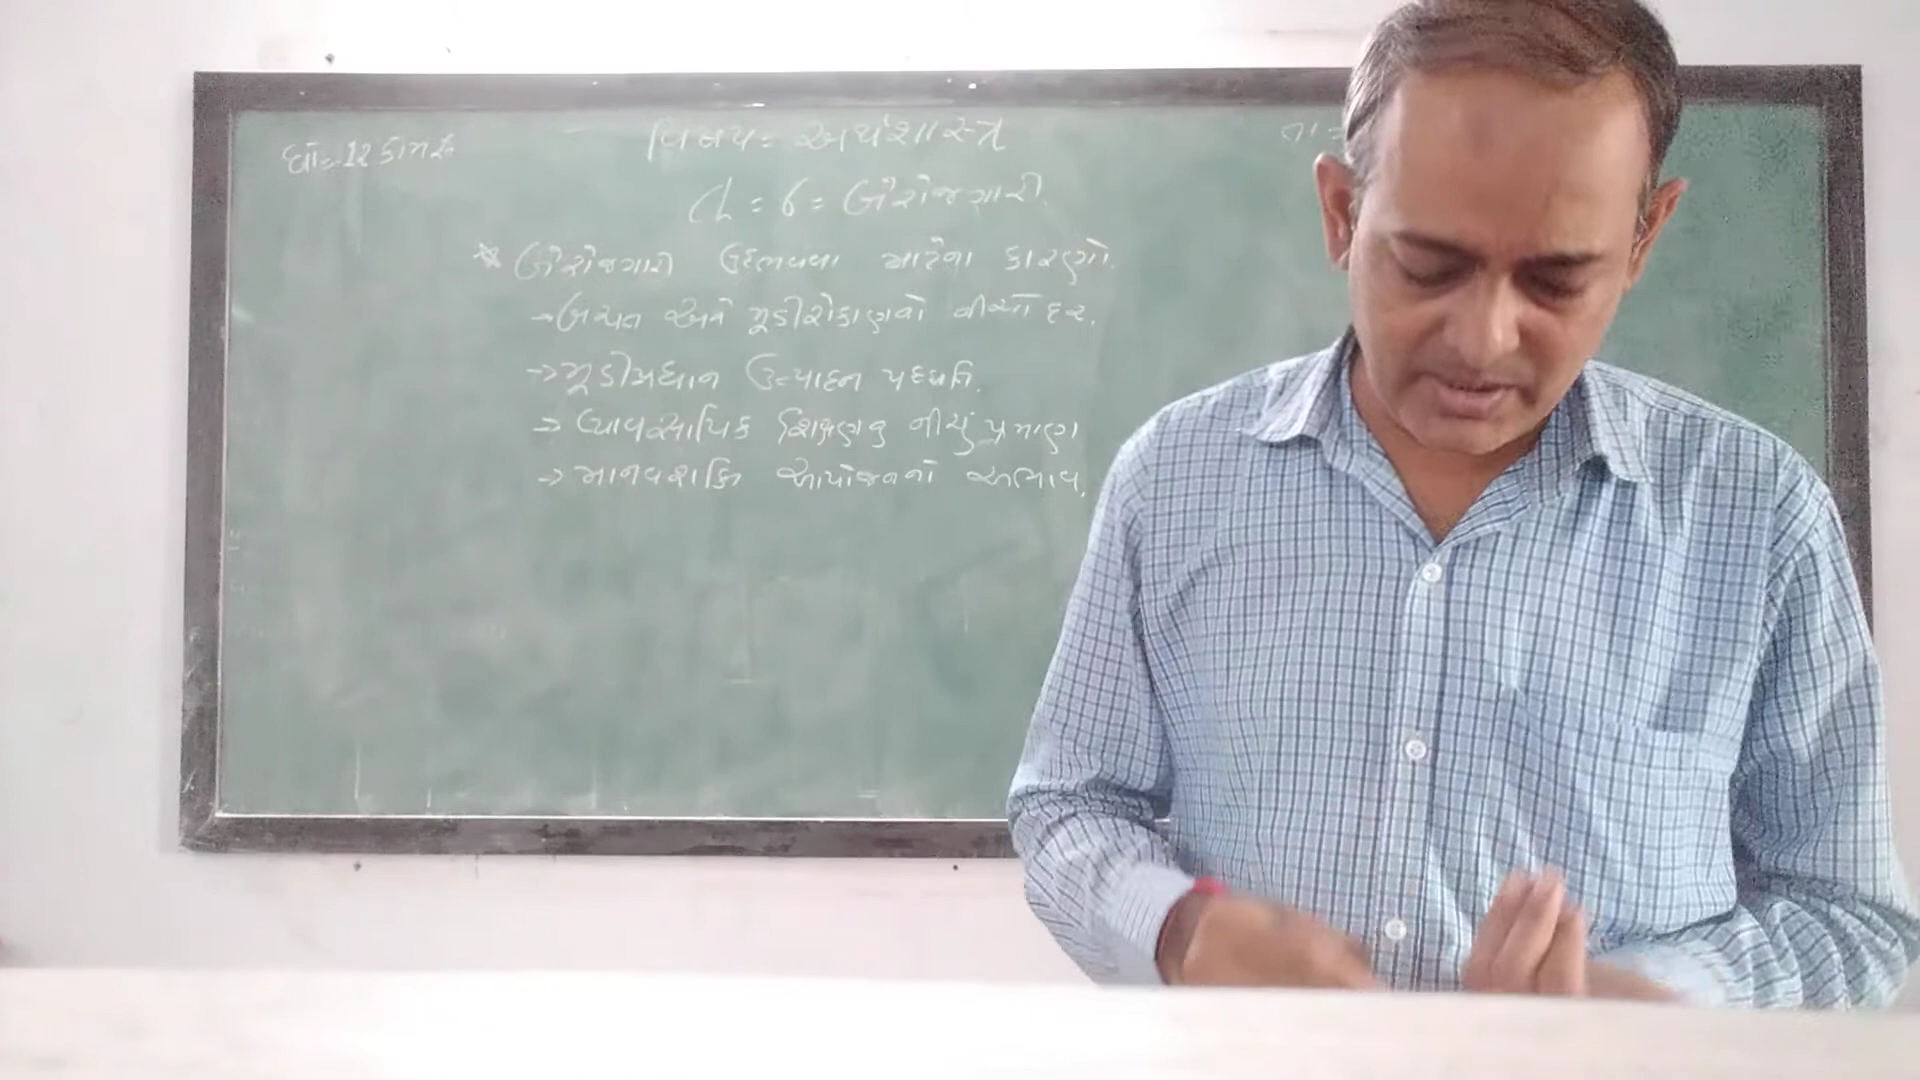 ધો-12 કોમર્સ
વિષય = અર્થશાસ્ત્ર
તા =
Ch = 6 = બેરોજગારી.
* બેરોજગારી ઉદ્દભવવા માટેના કારણો.
→ બચત અને મૂડીરોકાણનો નીચો દર.
→ મૂડીપ્રધાન ઉત્પાદન પદ્ધતિ.
→ વ્યાવસાયિક શિક્ષણનું નીચું પ્રમાણ
→ માનવશક્તિ આયોજનનો અભાવ.